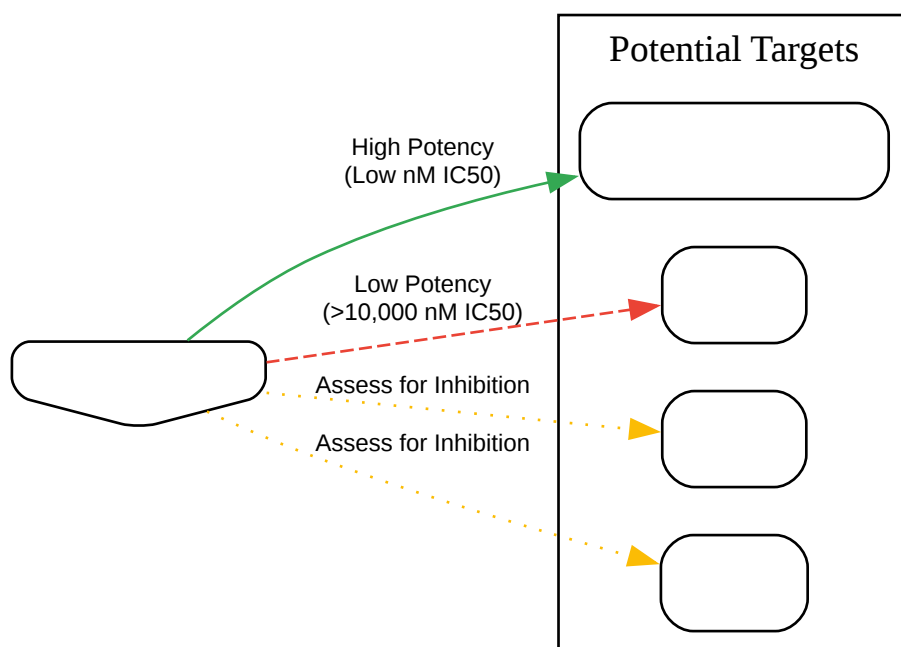 Potential Targets
High Potency
(Low nM IC50)
Low Potency
(>10,000 nM IC50)
Assess for Inhibition
Assess for Inhibition